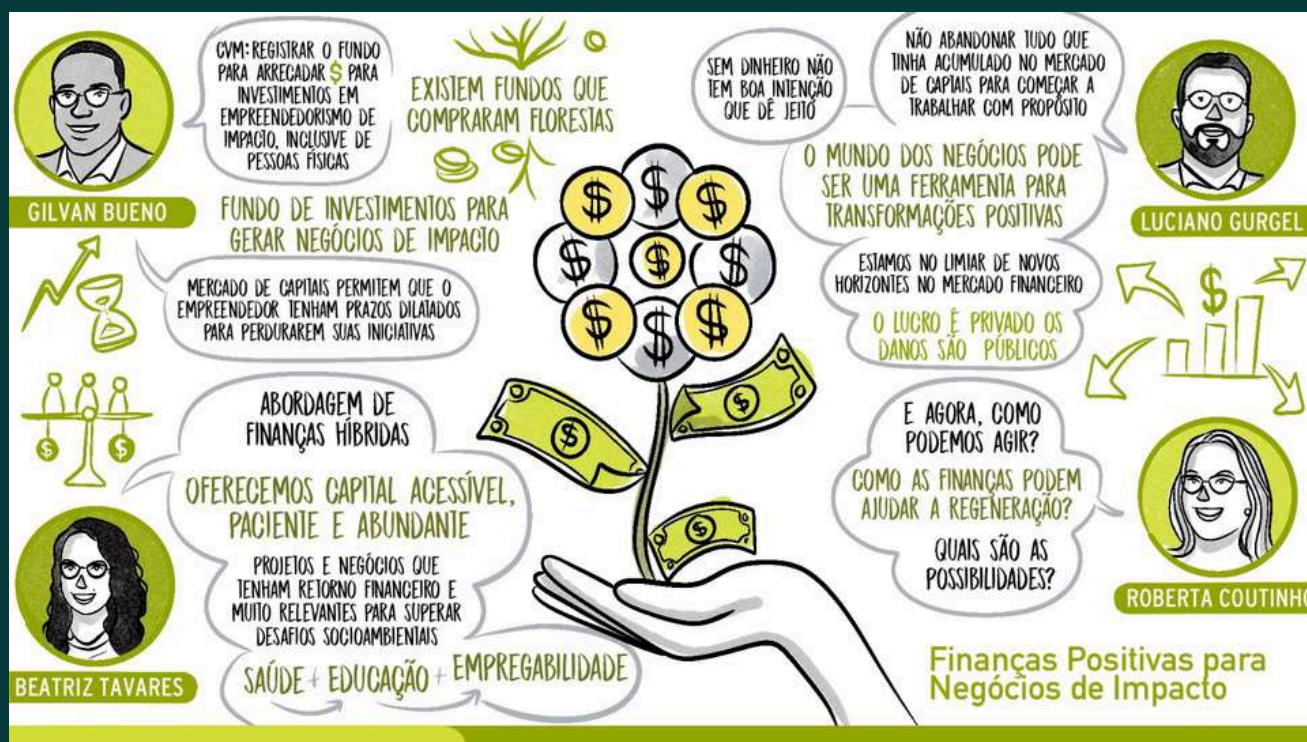 CVM: REGISTRAR O FUNDO
PARA ARRECADAR $ PARA
INVESTIMENTOS EM
EMPREENDEDORISMO DE
IMPACTO, INCLUSIVE DE
PESSOAS FÍSICAS
GILVAN BUENO
EXISTEM FUNDOS QUE
COMPRARAM FLORESTAS
FUNDO DE INVESTIMENTOS PARA
GERAR NEGÓCIOS DE IMPACTO
MERCADO DE CAPITAIS PERMITEM QUE O
EMPREENDEDOR TENHAM PRAZOS DILATADOS
PARA PERDURAREM SUAS INICIATIVAS
ABORDAGEM DE
FINANÇAS HÍBRIDAS
OFERECEMOS CAPITAL ACESSÍVEL,
PACIENTE E ABUNDANTE
PROJETOS E NEGÓCIOS QUE
TENHAM RETORNO FINANCEIRO E
MUITO RELEVANTES PARA SUPERAR
DESAFIOS SOCIOAMBIENTAIS
SAÚDE + EDUCAÇÃO + EMPREGABILIDADE
BEATRIZ TAVARES
SEM DINHEIRO NÃO
TEM BOA INTENÇÃO
QUE DÊ JEITO
NÃO ABANDONAR TUDO QUE
TINHA ACUMULADO NO MERCADO
DE CAPTIAIS PARA COMEÇAR A
TRABALHAR COM PROPÓSITO
O MUNDO DOS NEGÓCIOS PODE
SER UMA FERRAMENTA PARA
TRANSFORMAÇÕES POSITIVAS
LUCIANO GURGEL
ESTAMOS NO LIMIAR DE NOVOS
HORIZONTES NO MERCADO FINANCEIRO
O LUCRO É PRIVADO OS
DANOS SÃO PÚBLICOS
E AGORA, COMO
PODEMOS AGIR?
COMO AS FINANÇAS PODEM
AJUDAR A REGENERAÇÃO?
QUAIS SÃO AS
POSSIBILIDADES?
ROBERTA COUTINHO
Finanças Positivas para
Negócios de Impacto